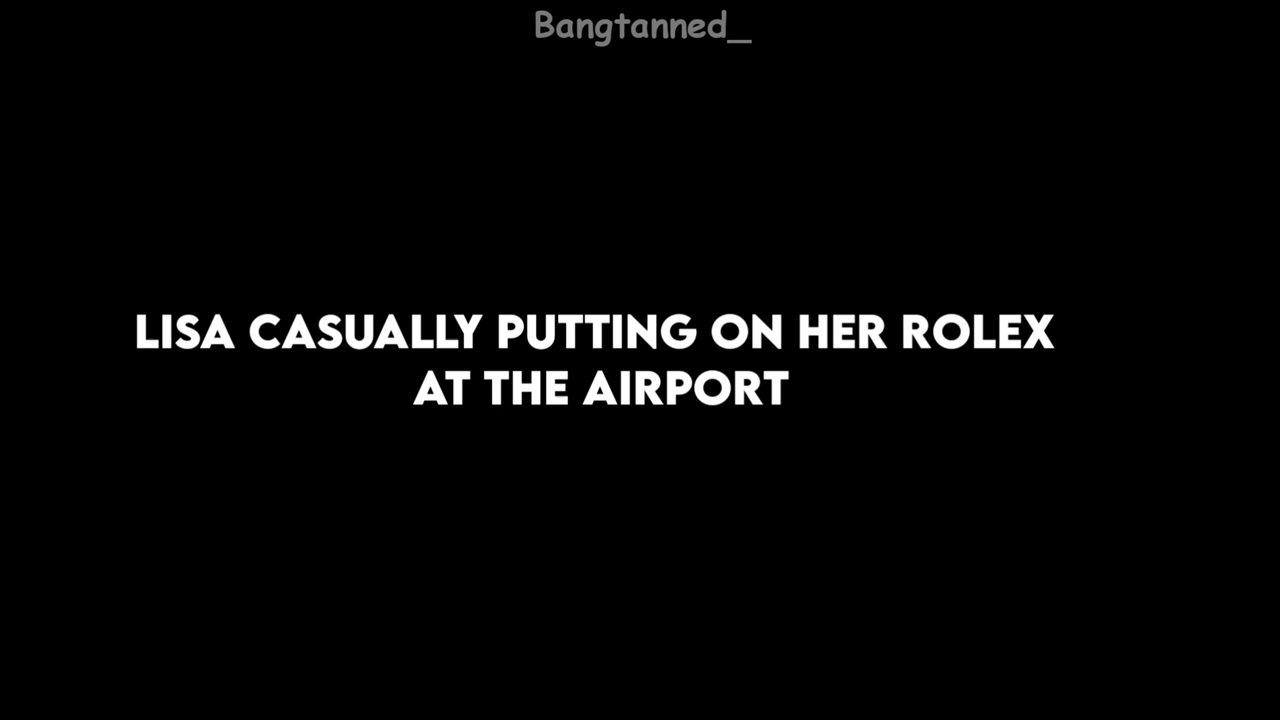 Bangtanned_
LISA CASUALLY PUTTING ON HER ROLEX
AT THE AIRPORT